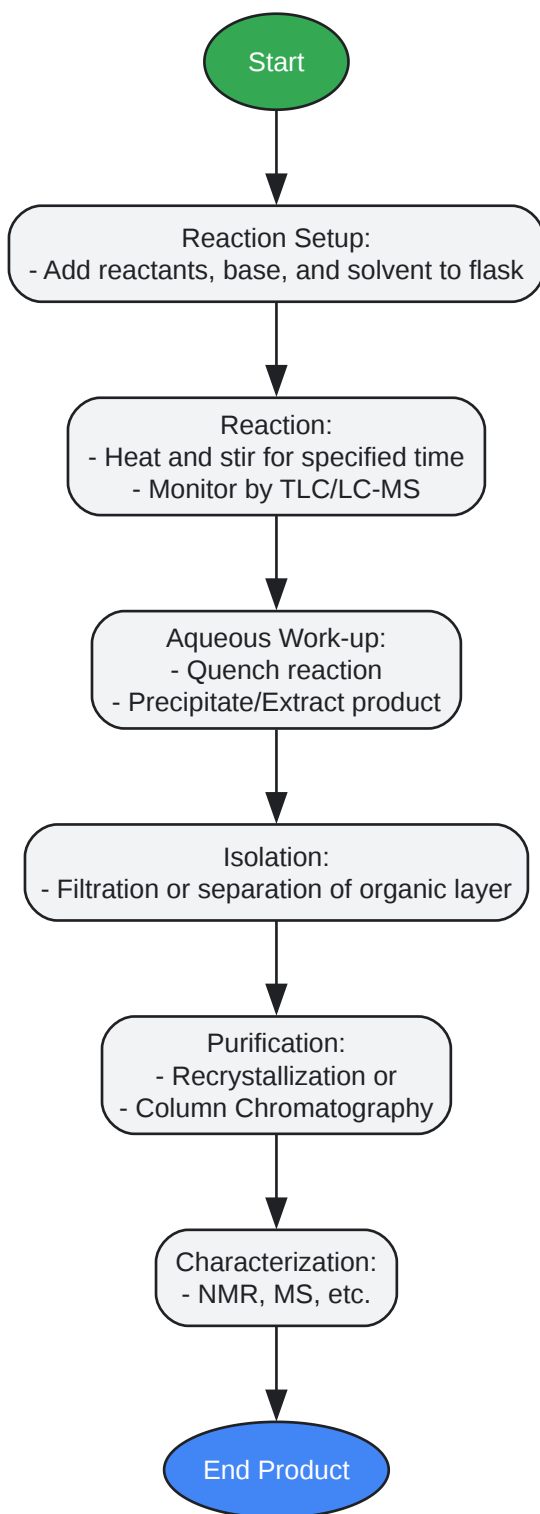 Start
Reaction Setup:
- Add reactants, base, and solvent to flask
Reaction:
- Heat and stir for specified time
- Monitor by TLC/LC-MS
Aqueous Work-up:
- Quench reaction
- Precipitate/Extract product
Isolation:
- Filtration or separation of organic layer
Purification:
- Recrystallization or
- Column Chromatography
Characterization:
- NMR, MS, etc.
End Product